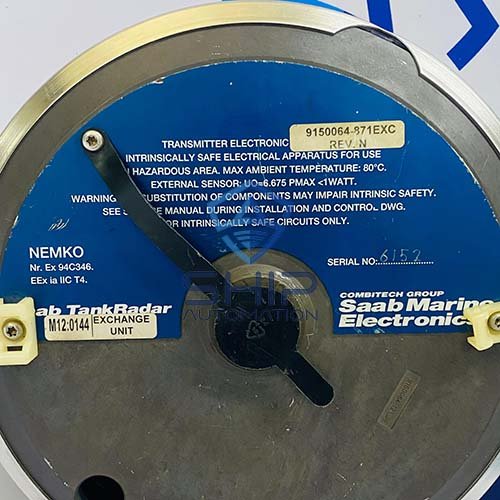 TRANSMITTER ELECTRONIC 9150064-871EXC
REV. N
INTRINSICALLY SAFE ELECTRICAL APPARATUS FOR USE
HAZARDOUS AREA. MAX AMBIENT TEMPERATURE: 80°C.
EXTERNAL SENSOR: UO=6.675 PMAX <1WATT.
WARNING SUBSTITUTION OF COMPONENTS MAY IMPAIR INTRINSIC SAFETY.
SEE MANUAL DURING INSTALLATION AND CONTROL DWG.
FOR INTRINSICALLY SAFE CIRCUITS ONLY.
NEMKO
Nr. Ex 94C346.
EEx ia IIC T4.
SERIAL NO: 6152
COMBITECH GROUP
Saab Marine
Electronics
aab TankRadar
M12:0144 EXCHANGE
UNIT
SHIP
AUTOMATION